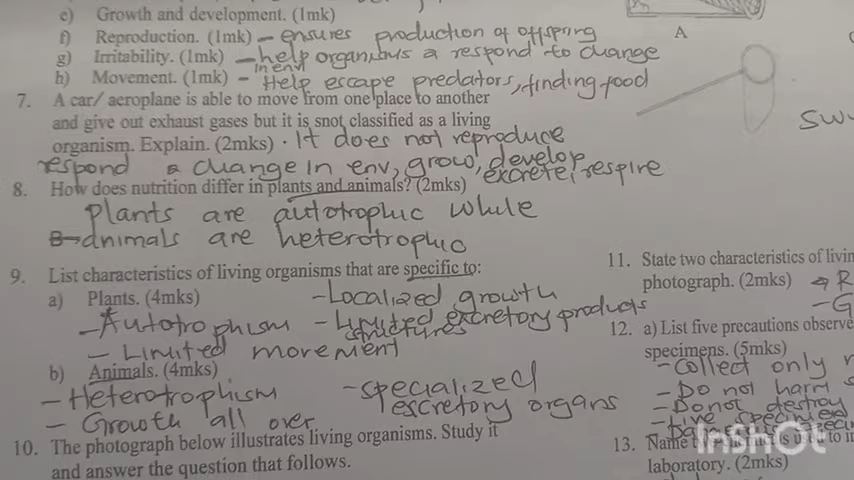 e) Growth and development. (1mk)
f) Reproduction. (1mk) – ensures production of offspring
g) Irritability. (1mk) – help organisms a respond to change
in env
h) Movement. (1mk) – Help escape predators, finding food
7. A car/ aeroplane is able to move from one place to another
and give out exhaust gases but it is snot classified as a living
organism. Explain. (2mks) . It does not reproduce
respond a change in env, grow, develop
excrete, respire
8. How does nutrition differ in plants and animals? (2mks)
Plants are autotrophic while
animals are heterotrophic
9. List characteristics of living organisms that are specific to:
a) Plants. (4mks) – Localized growth
– Autotrophism – Limited excretory products
structures
– Limited movement
b) Animals. (4mks)
– Heterotrophism – specialized
– Growth all over excretory organs
10. The photograph below illustrates living organisms. Study it
and answer the question that follows.
A
SW
11. State two characteristics of livin
photograph. (2mks) → R
– G
12. a) List five precautions observe
specimens. (5mks)
– Collect only
– Do not harm s
– Do not destroy
– Live specimen
13. Name used to i
laboratory. (2mks)
InShOt